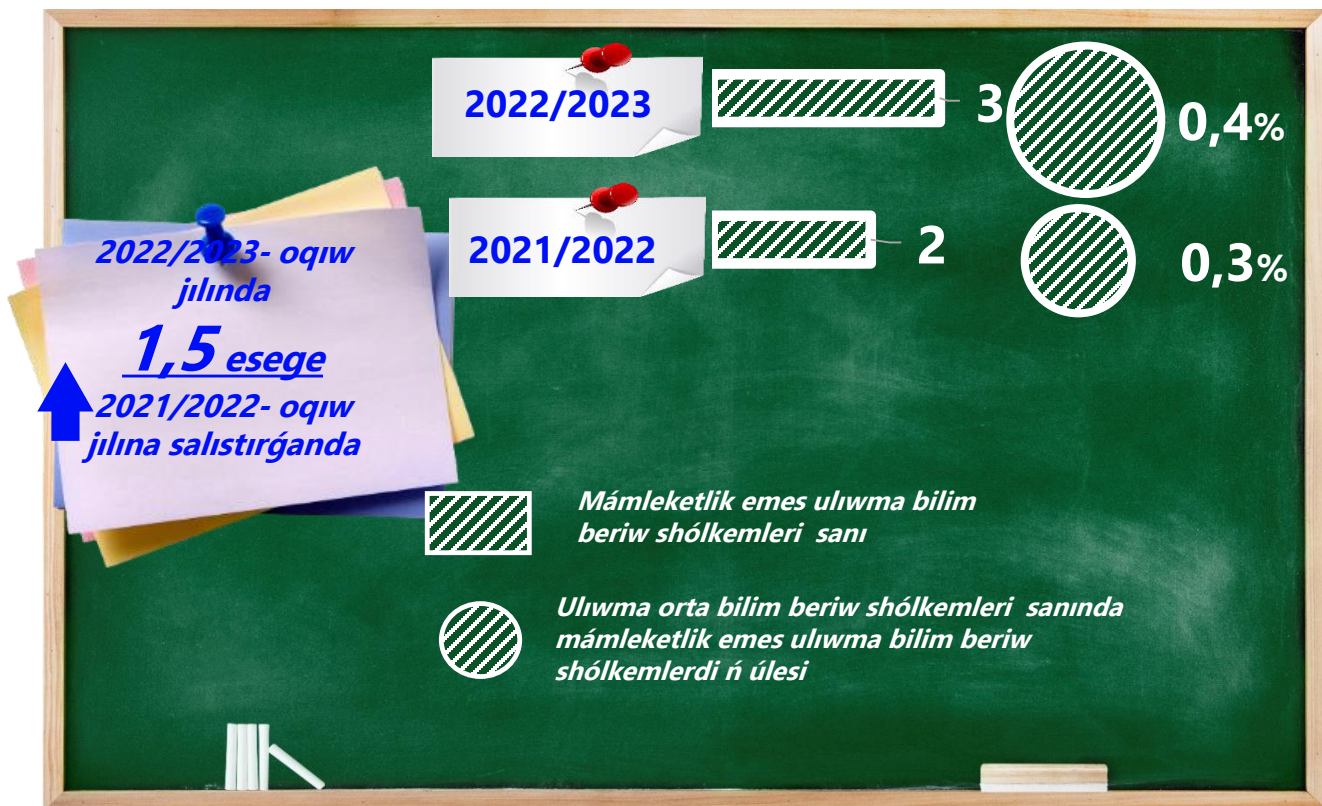 2022/2023
3
0,4%
2021/2022
2
0,3%
2022/2023- oqıw
jılında
1,5 esege
2021/2022- oqıw
jılına salıstırǵanda
Mámleketlik emes ulıwma bilim
beriw shólkemleri sanı
Ulıwma orta bilim beriw shólkemleri sanında
mámleketlik emes ulıwma bilim beriw
shólkemlerdi ń úlesi